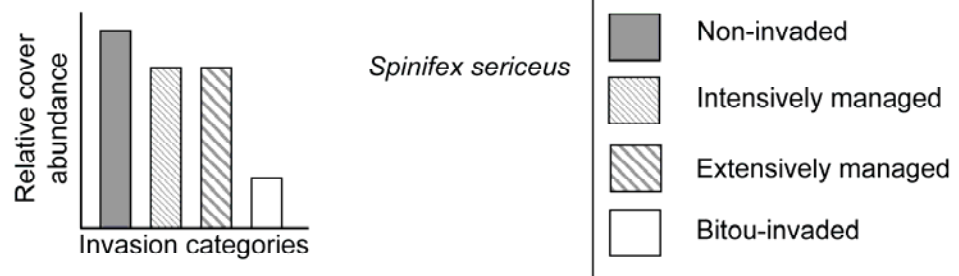 Relative cover
abundance
Invasion categories
Spinifex sericeus
Non-invaded
Intensively managed
Extensively managed
Bitou-invaded